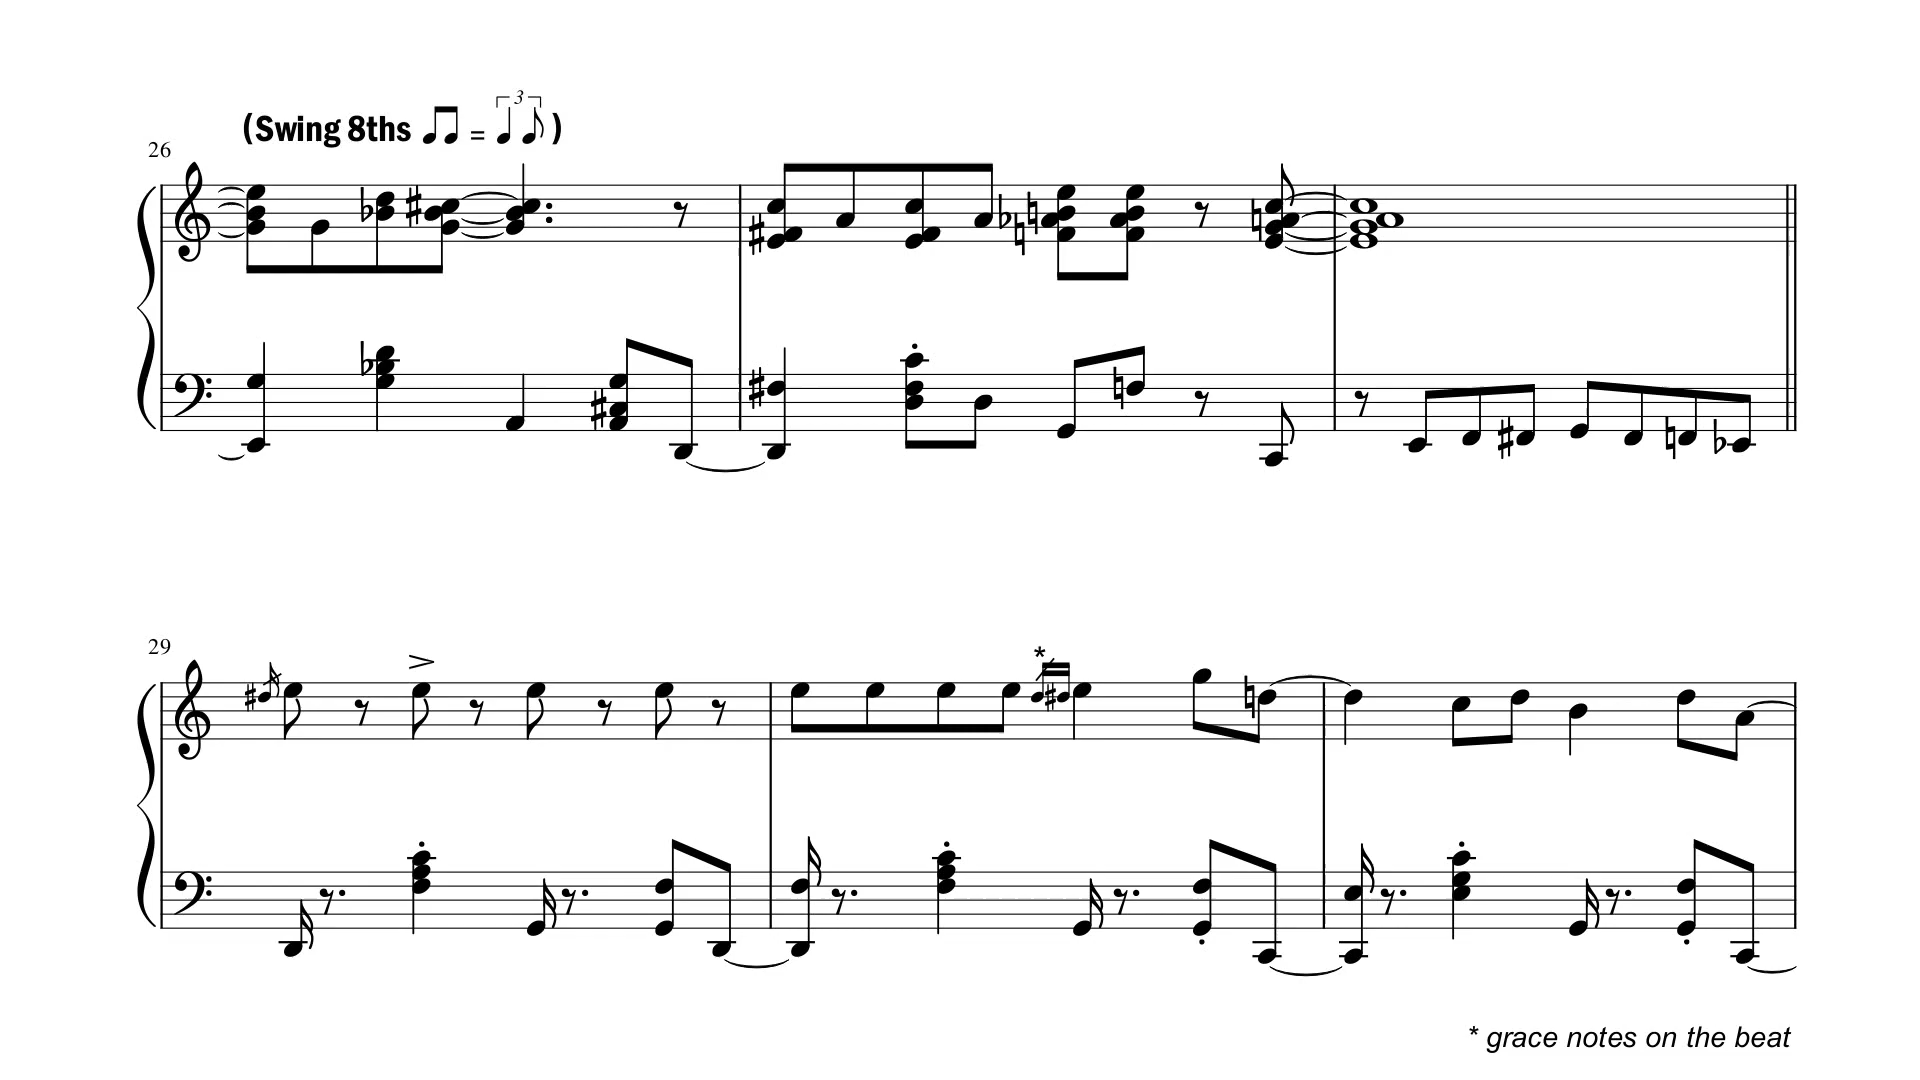 3
(Swing 8ths ♫ = ♩ ♪ )
26
29
*
* grace notes on the beat